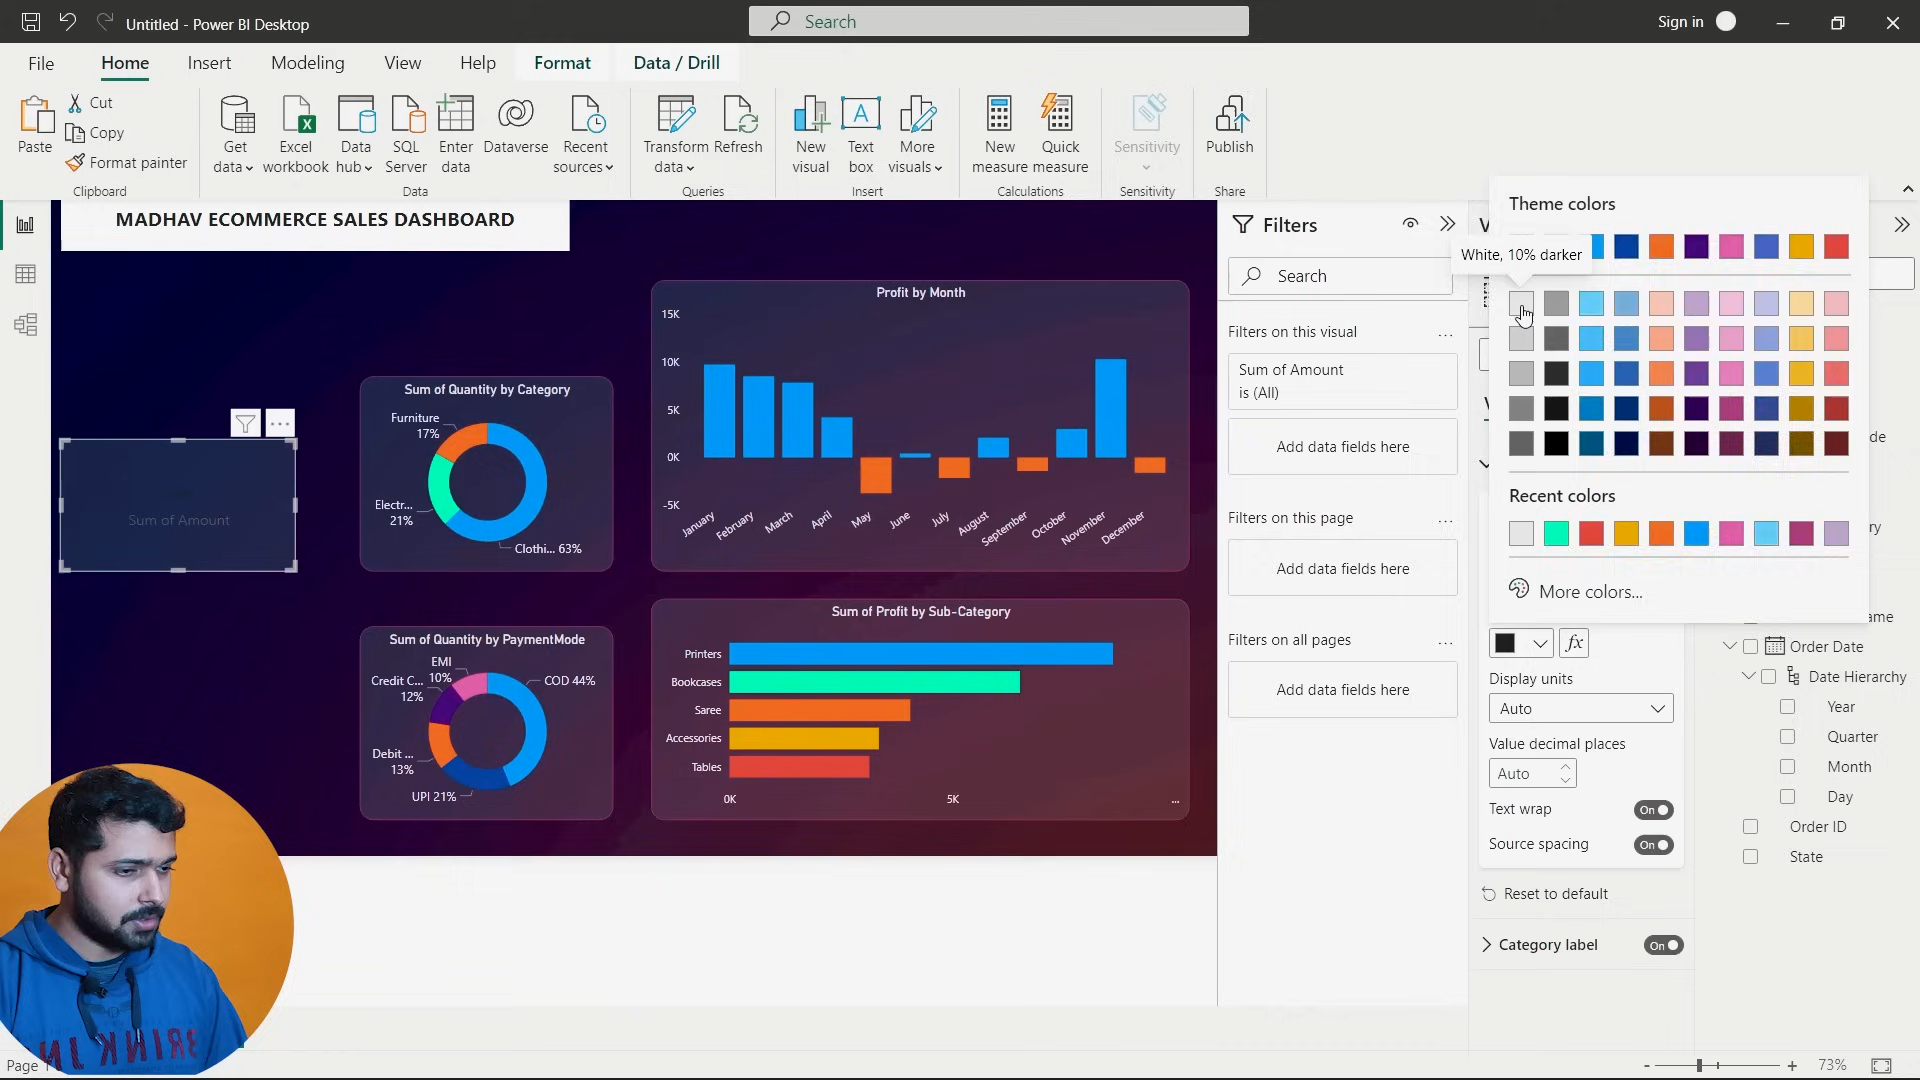 Untitled - Power BI Desktop
Search
Sign in
File
Home
Insert
Modeling
View
Help
Format
Data / Drill
Paste
Cut
Copy
Format painter
Clipboard
Get data
Excel workbook
Data hub
SQL Server
Enter data
Dataverse
Recent sources
Data
Transform data
Refresh
Queries
New visual
Text box
More visuals
Insert
New measure
Quick measure
Calculations
Sensitivity
Sensitivity
Publish
Share
MADHAV ECOMMERCE SALES DASHBOARD
Sum of Amount
Sum of Quantity by Category
Furniture
17%
Electr...
21%
Clothi... 63%
Profit by Month
15K
10K
5K
0K
-5K
January
February
March
April
May
June
July
August
September
October
November
December
Sum of Quantity by PaymentMode
EMI
10%
Credit C...
12%
COD 44%
Debit ...
13%
UPI 21%
Sum of Profit by Sub-Category
Printers
Bookcases
Saree
Accessories
Tables
0K
5K
...
Filters
Search
Filters on this visual
...
Sum of Amount
is (All)
Add data fields here
Filters on this page
...
Add data fields here
Filters on all pages
...
Add data fields here
Theme colors
White, 10% darker
Recent colors
More colors...
fx
Display units
Auto
Value decimal places
Auto
Text wrap
On
Source spacing
On
Reset to default
Category label
On
Order Date
Date Hierarchy
Year
Quarter
Month
Day
Order ID
State
Page 1
- + 73%